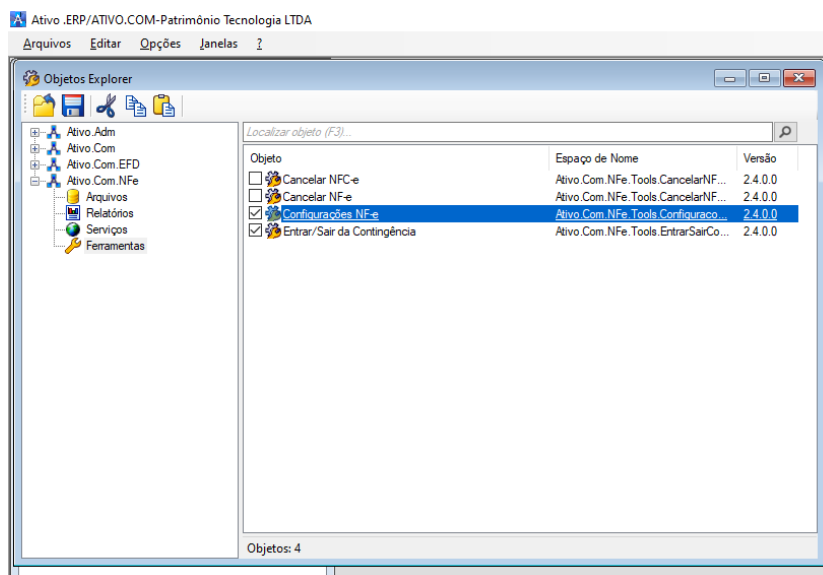 Ativo .ERP/ATIVO.COM-Patrimônio Tecnologia LTDA
Arquivos Editar Opções Janelas ?
Objetos Explorer
Ativo.Adm
Ativo.Com
Ativo.Com.EFD
Ativo.Com.NFe
Arquivos
Relatórios
Serviços
Ferramentas
Localizar objeto (F3)...
Objeto Espaço de Nome Versão
Cancelar NFC-e Ativo.Com.NFe.Tools.CancelarNF... 2.4.0.0
Cancelar NF-e Ativo.Com.NFe.Tools.CancelarNF... 2.4.0.0
Configurações NF-e Ativo.Com.NFe.Tools.Configuraco... 2.4.0.0
Entrar/Sair da Contingência Ativo.Com.NFe.Tools.EntrarSairCo... 2.4.0.0
Objetos: 4